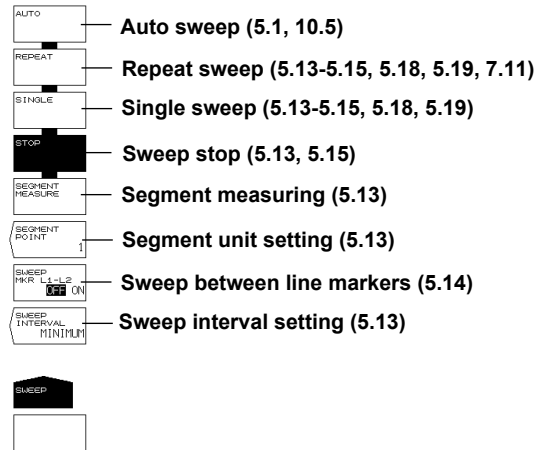 AUTO
Auto sweep (5.1, 10.5)
REPEAT
Repeat sweep (5.13-5.15, 5.18, 5.19, 7.11)
SINGLE
Single sweep (5.13-5.15, 5.18, 5.19)
STOP
Sweep stop (5.13, 5.15)
SEGMENT
MEASURE
Segment measuring (5.13)
SEGMENT
POINT
1
Segment unit setting (5.13)
SWEEP
MKR L1-L2
OFF ON
Sweep between line markers (5.14)
SWEEP
INTERVAL
MINIMUM
Sweep interval setting (5.13)
SWEEP